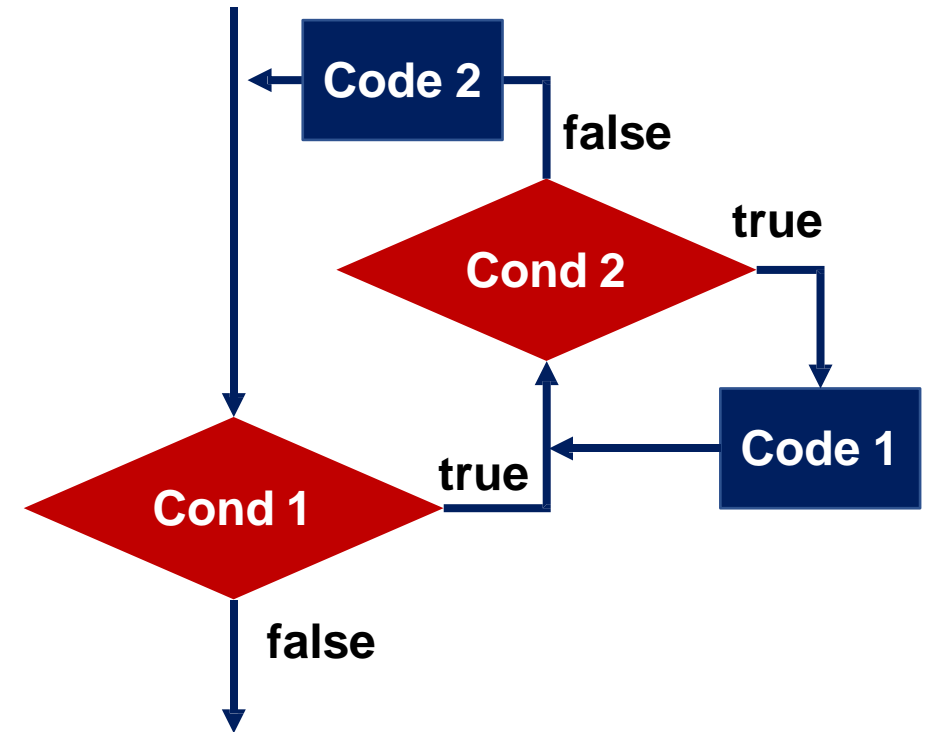 Code 2
false
true
Cond 2
Code 1
true
Cond 1
false